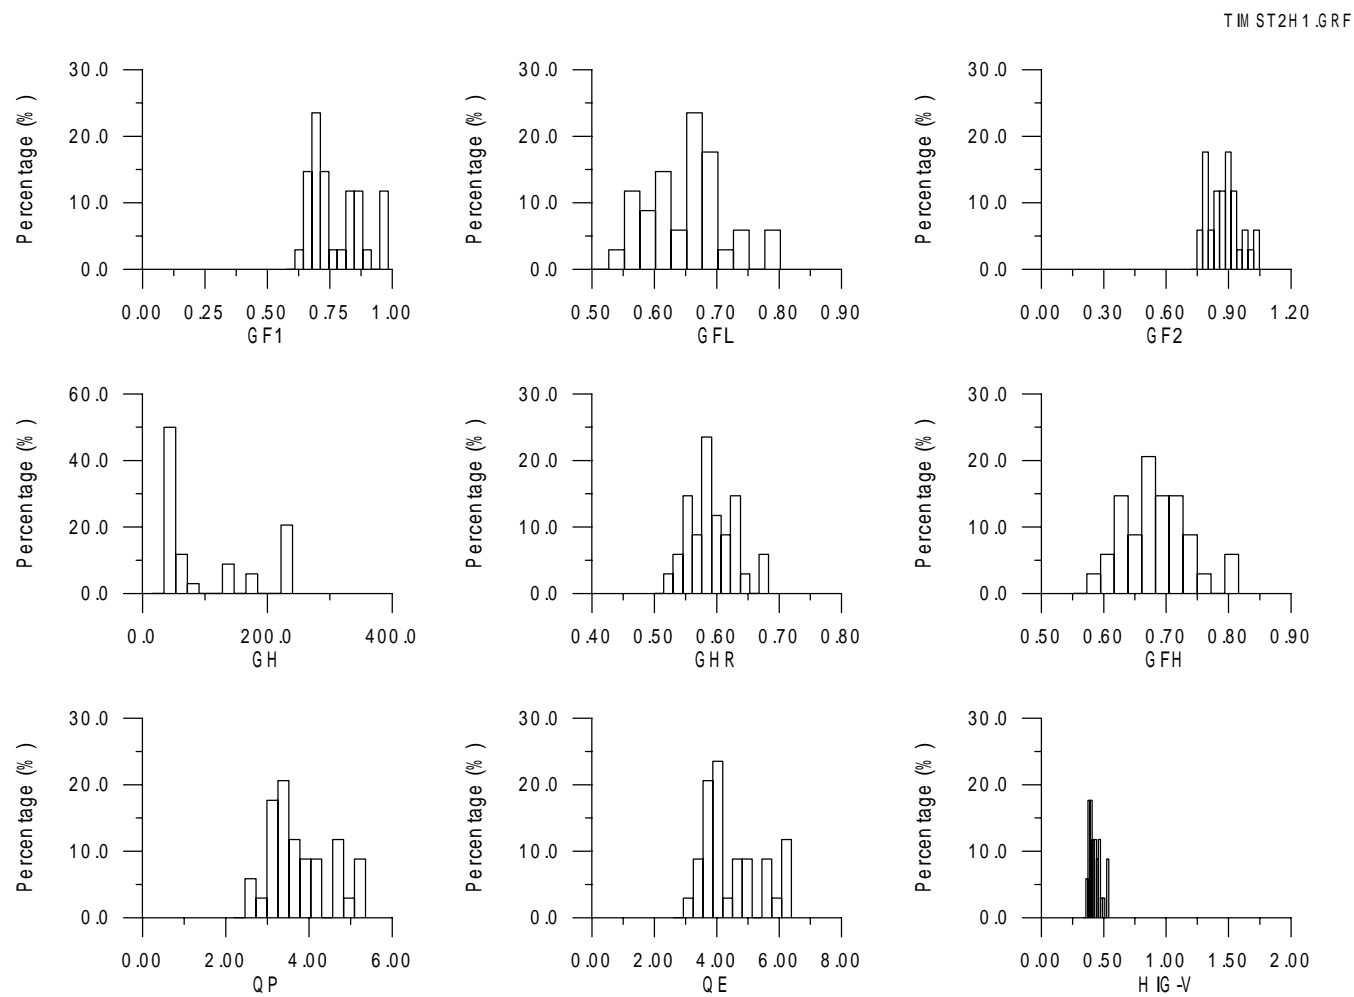 TIMST2H1.GRF
30.0 30.0 30.0
Percentage (%) Percentage (%) Percentage (%)
20.0 20.0 20.0
10.0 10.0 10.0
0.0 0.0 0.0
0.00 0.25 0.50 0.75 1.00 0.50 0.60 0.70 0.80 0.90 0.00 0.30 0.60 0.90 1.20
GF1 GFL GF2
60.0 30.0 30.0
Percentage (%) Percentage (%) Percentage (%)
40.0 20.0 20.0
20.0 10.0 10.0
0.0 0.0 0.0
0.0 200.0 400.0 0.40 0.50 0.60 0.70 0.80 0.50 0.60 0.70 0.80 0.90
GH GHR GFH
30.0 30.0 30.0
Percentage (%) Percentage (%) Percentage (%)
20.0 20.0 20.0
10.0 10.0 10.0
0.0 0.0 0.0
0.00 2.00 4.00 6.00 0.00 2.00 4.00 6.00 8.00 0.00 0.50 1.00 1.50 2.00
QP QE HIG-V